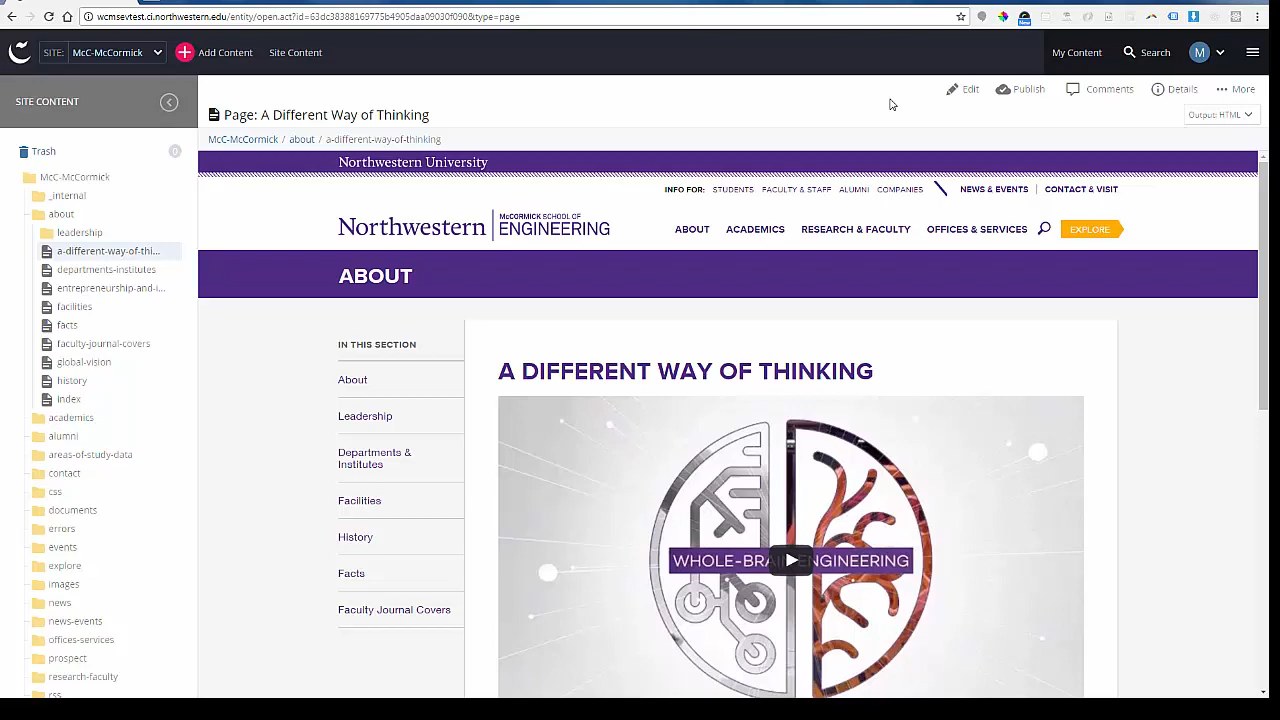 wcmsevtest.ci.northwestern.edu/entity/open.act?id=63dc38388169775b4905daa09030f090&type=page
SITE: McC-McCormick
Add Content
Site Content
My Content
Search
M
SITE CONTENT
Edit
Publish
Comments
Details
More
Page: A Different Way of Thinking
Output: HTML
McC-McCormick / about / a-different-way-of-thinking
Trash
0
McC-McCormick
_internal
about
leadership
a-different-way-of-thi...
departments-institutes
entrepreneurship-and-i...
facilities
facts
faculty-journal-covers
global-vision
history
index
academics
alumni
areas-of-study-data
contact
css
documents
errors
events
explore
images
news
news-events
offices-services
prospect
research-faculty
rss
Northwestern University
INFO FOR: STUDENTS FACULTY & STAFF ALUMNI COMPANIES
NEWS & EVENTS | CONTACT & VISIT
Northwestern | McCORMICK SCHOOL OF
ENGINEERING
ABOUT ACADEMICS RESEARCH & FACULTY OFFICES & SERVICES
EXPLORE
ABOUT
IN THIS SECTION
About
Leadership
Departments &
Institutes
Facilities
History
Facts
Faculty Journal Covers
A DIFFERENT WAY OF THINKING
WHOLE-BRAIN ENGINEERING